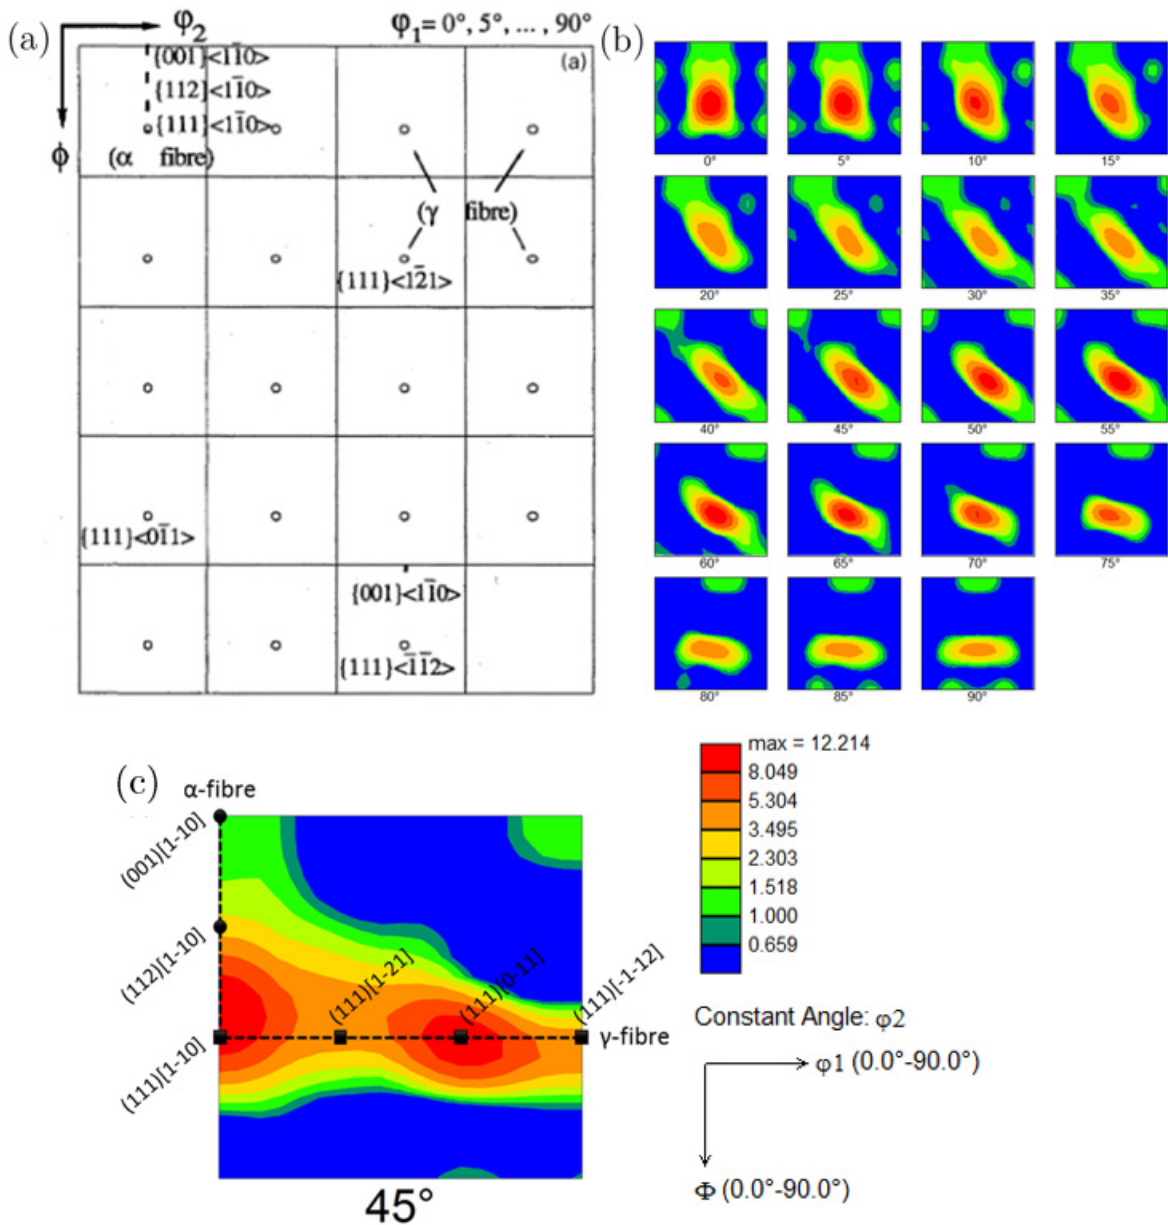 (a)
φ₂
φ₁ = 0°, 5°, ... , 90°
(a)
{001}<1̄10>
{112}<1̄10>
{111}<1̄10>
ϕ
(α fibre)
(γ fibre)
{111}<1̄21>
{111}<01̄1>
{001}<1̄10>
{111}<1̄1̄2>
(b)
0°
5°
10°
15°
20°
25°
30°
35°
40°
45°
50°
55°
60°
65°
70°
75°
80°
85°
90°
(c)
α-fibre
(001)[1-10]
(112)[1-10]
(111)[1-10]
(111)[1-21]
(111)[0-11]
(111)[-1-12]
γ-fibre
45°
max = 12.214
8.049
5.304
3.495
2.303
1.518
1.000
0.659
Constant Angle: φ2
φ1 (0.0°-90.0°)
Φ (0.0°-90.0°)